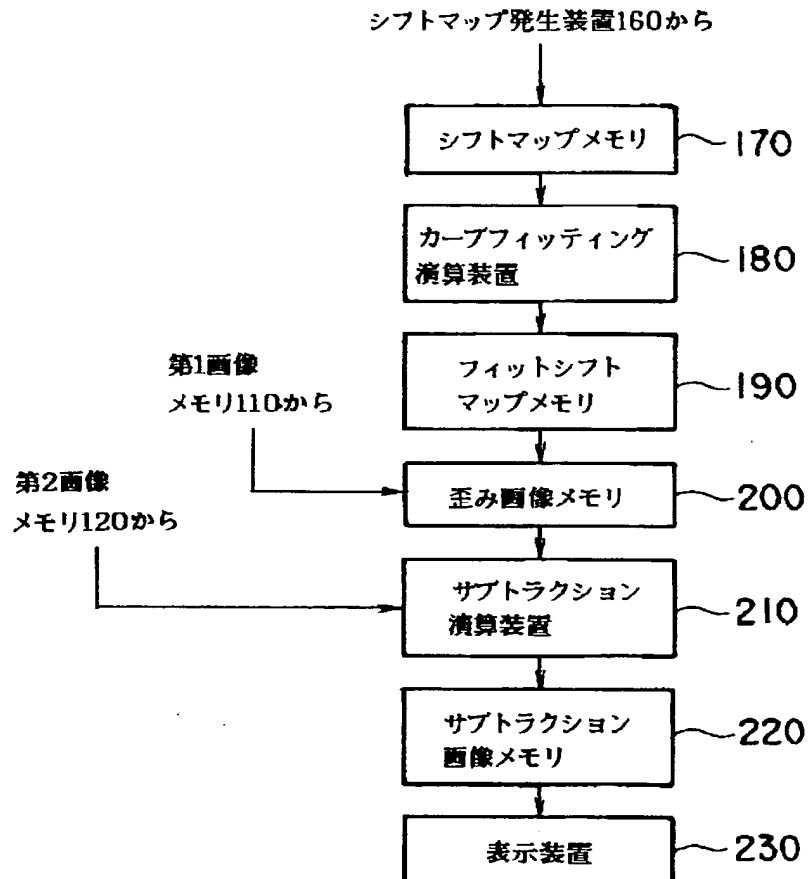 シフトマップ発生装置160から
シフトマップメモリ
170
カーブフィッティング
演算装置
180
第1画像
メモリ110から
フィットシフト
マップメモリ
190
第2画像
メモリ120から
歪み画像メモリ
200
サブトラクション
演算装置
210
サブトラクション
画像メモリ
220
表示装置
230